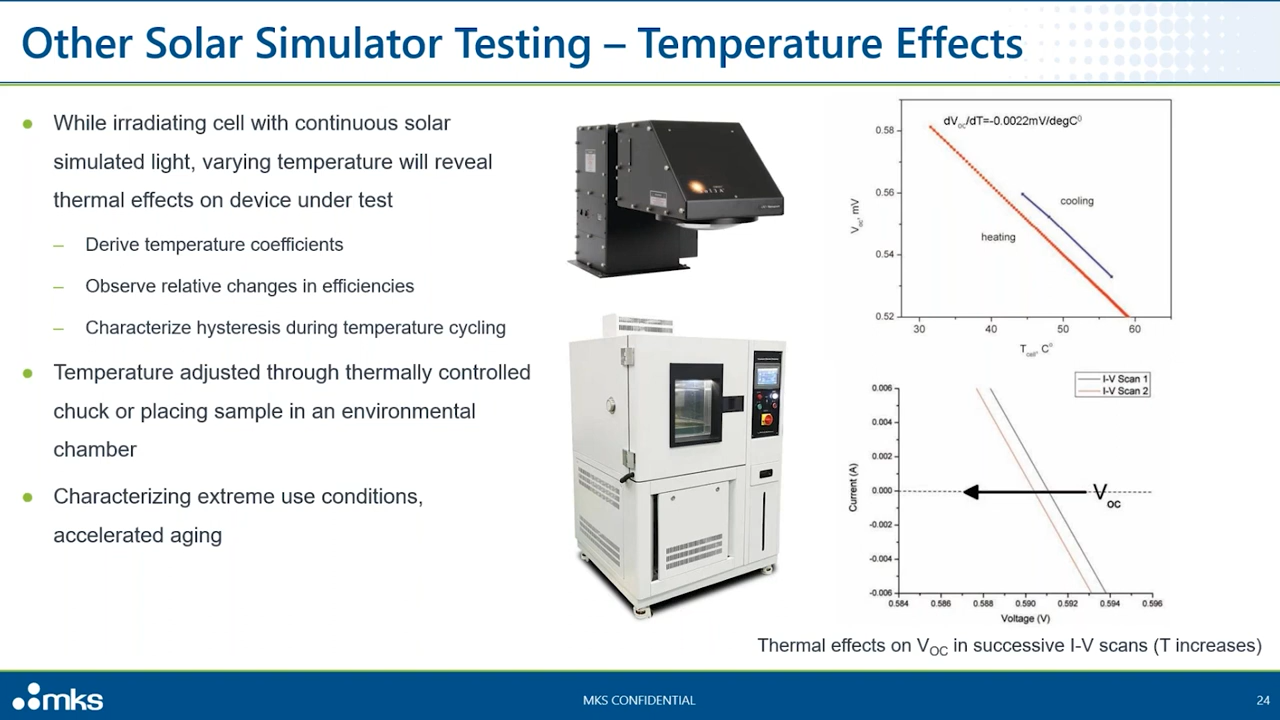 Other Solar Simulator Testing – Temperature Effects
● While irradiating cell with continuous solar
simulated light, varying temperature will reveal
thermal effects on device under test
– Derive temperature coefficients
– Observe relative changes in efficiencies
– Characterize hysteresis during temperature cycling
● Temperature adjusted through thermally controlled
chuck or placing sample in an environmental
chamber
● Characterizing extreme use conditions,
accelerated aging
dVoc/dT=-0.0022mV/degC⁰
0.58
0.56
0.54
0.52
Voc, mV
cooling
heating
30 40 50 60
Tcell, C⁰
I-V Scan 1
I-V Scan 2
0.006
0.004
0.002
0.000
-0.002
-0.004
-0.006
Current (A)
Voc
0.584 0.586 0.588 0.590 0.592 0.594 0.596
Voltage (V)
Thermal effects on VOC in successive I-V scans (T increases)
mks
MKS CONFIDENTIAL
24